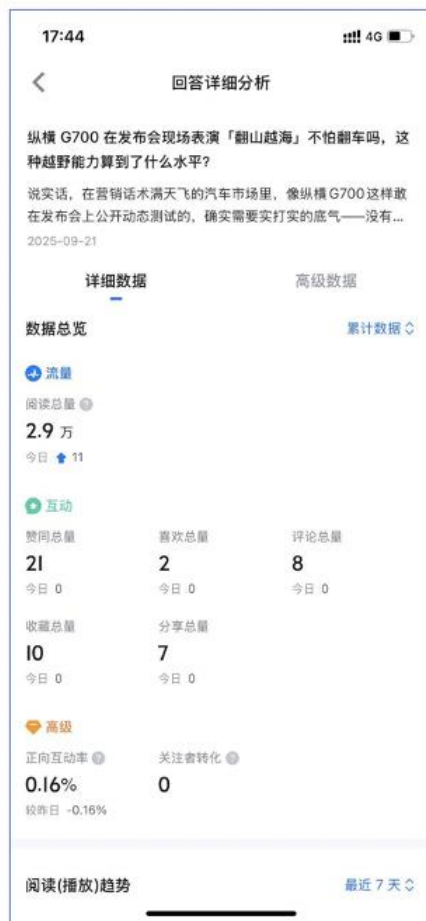 17:44
4G
回答详细分析
纵横 G700 在发布会现场表演「翻山越海」不怕翻车吗，这
种越野能力算到了什么水平？
说实话，在营销话术满天飞的汽车市场里，像纵横G700这样敢
在发布会上公开动态测试的，确实需要实打实的底气——没有...
2025-09-21
详细数据 高级数据
数据总览 累计数据
流量
阅读总量 ?
2.9 万
今日 11
互动
赞同总量 喜欢总量 评论总量
21 2 8
今日 0 今日 0 今日 0
收藏总量 分享总量
10 7
今日 0 今日 0
高级
正向互动率 ? 关注者转化 ?
0.16% 0
较昨日 -0.16%
阅读(播放)趋势 最近 7 天